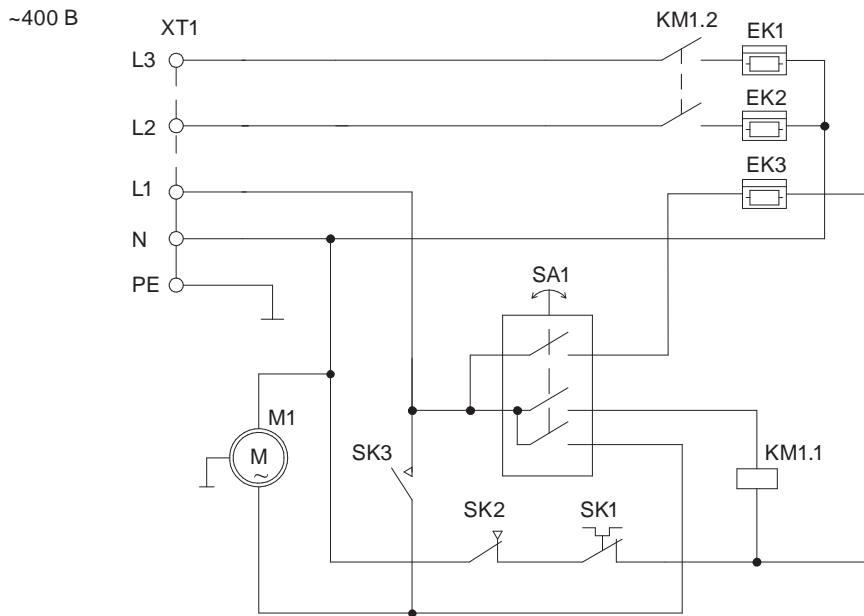 ~400 В
XT1
KM1.2
EK1
L3
EK2
L2
EK3
L1
N
SA1
PE
M1
M
~
SK3
KM1.1
SK2
SK1